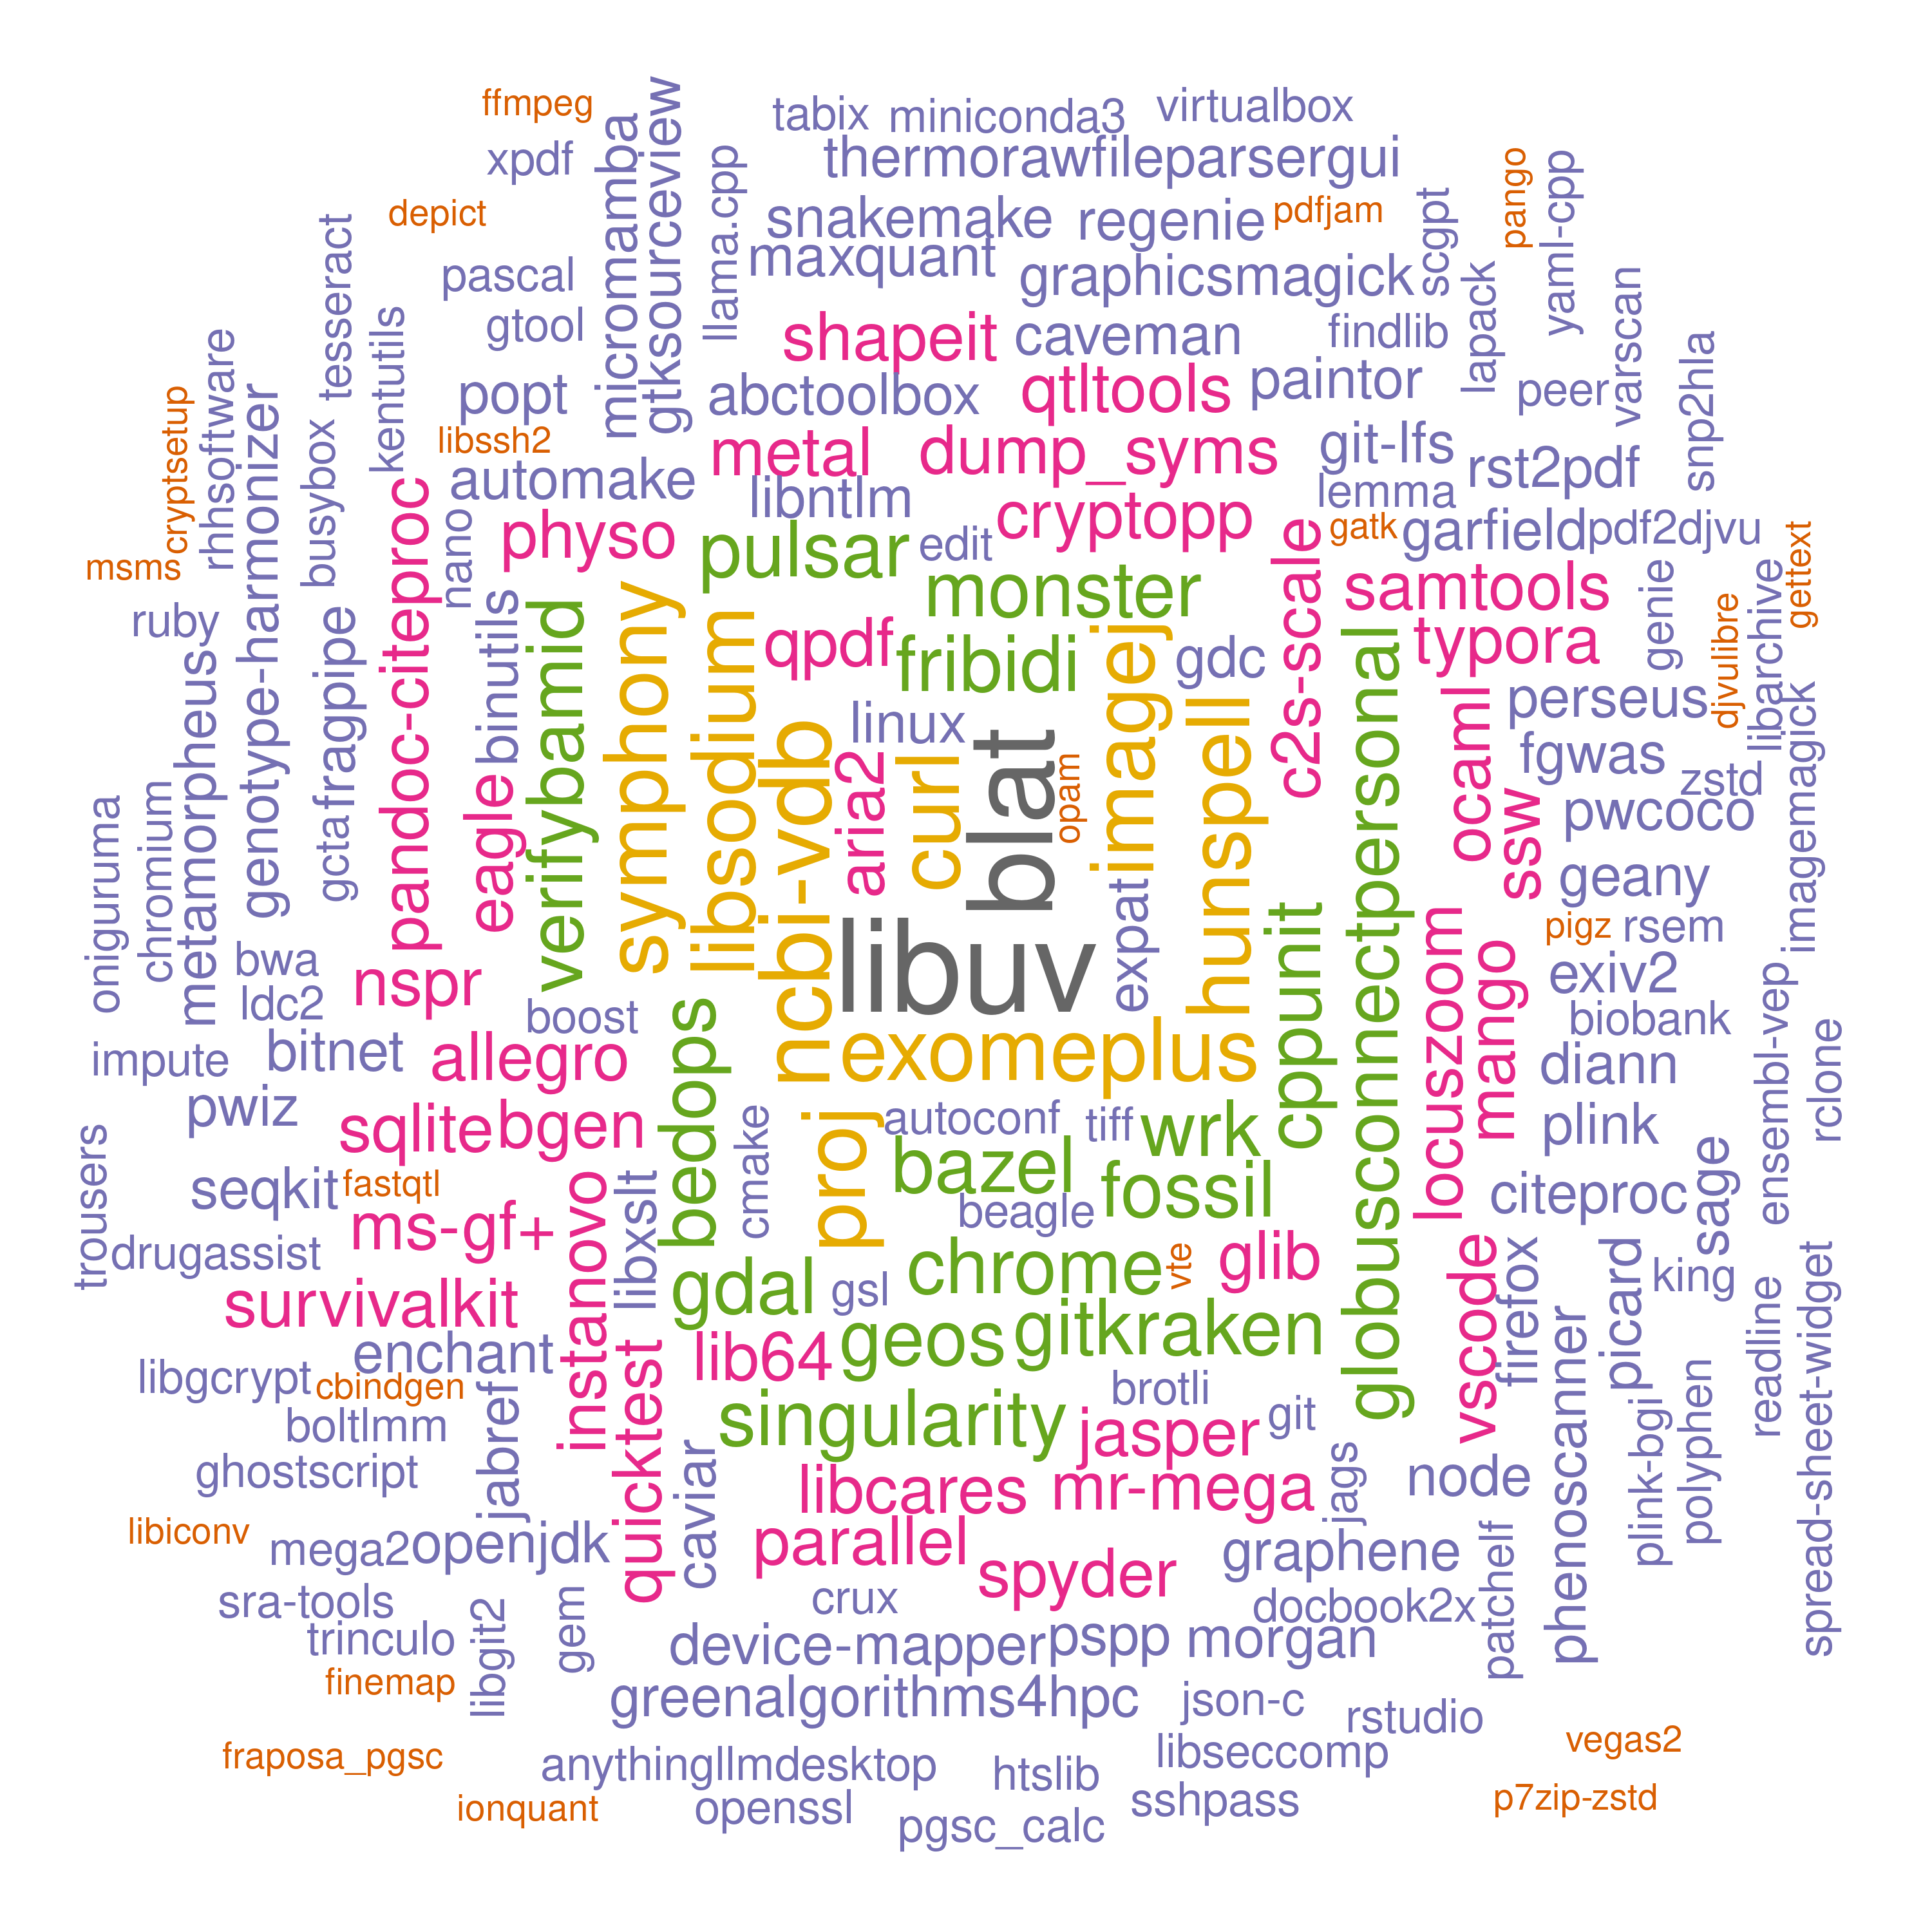 ffmpeg
tabix
miniconda3
virtualbox
xpdf
micromamba
gtksourceview
llama.cpp
thermorawfileparsergui
pango
yaml-cpp
depict
snakemake
regenie
pdfjam
scgpt
tesseract
pascal
maxquant
graphicsmagick
lapack
varscan
gtool
kentutils
shapeit
caveman
findlib
snp2hla
rhhsoftware
cryptsetup
genotype-harmonizer
busybox
popt
abctoolbox
qtltools
paintor
peer
libssh2
automake
metal
dump_syms
git-lfs
rst2pdf
libntlm
lemma
pandoc-citeproc
nano
physo
pulsar
edit
cryptopp
c2s-scale
gatk
garfield
pdf2djvu
gettext
msms
monster
samtools
genie
libarchive
ruby
metamorpheus
fragpipe
binutils
verifybamid
symphony
libsodium
qpdf
fribidi
imagej
gdc
globusconnectpersonal
typora
djvulibre
perseus
imagemagick
ncbi-vdb
linux
blat
hunspell
ocaml
fgwas
zstd
oniguruma
chromium
gcta
eagle
aria2
curl
opam
ssw
pwcoco
geany
expat
cppunit
locuszoom
mango
pigz
rsem
bwa
nspr
libuv
exiv2
ldc2
boost
biobank
ensembl-vep
rclone
impute
bitnet
allegro
bedops
exomeplus
diann
pwiz
sqlite
bgen
cmake
proj
autoconf
tiff
wrk
plink
trousers
seqkit
fastqtl
instanovo
libxslt
bazel
fossil
citeproc
sage
beagle
drugassist
ms-gf+
gdal
gsl
chrome
vte
glib
vscode
firefox
picard
king
readline
spread-sheet-widget
survivalkit
enchant
quicktest
lib64
geos
gitkraken
phenoscanner
libgcrypt
cbindgen
jabref
brotli
plink-bgi
polyphen
boltlmm
caviar
singularity
jasper
git
ghostscript
libcares
mr-mega
jags
node
libiconv
mega2
openjdk
parallel
spyder
graphene
patchelf
sra-tools
libgit2
gem
crux
docbook2x
trinculo
device-mapper
pspp
morgan
finemap
greenalgorithms4hpc
json-c
rstudio
fraposa_pgsc
anythingllmdesktop
htslib
libseccomp
vegas2
ionquant
openssl
pgsc_calc
sshpass
p7zip-zstd